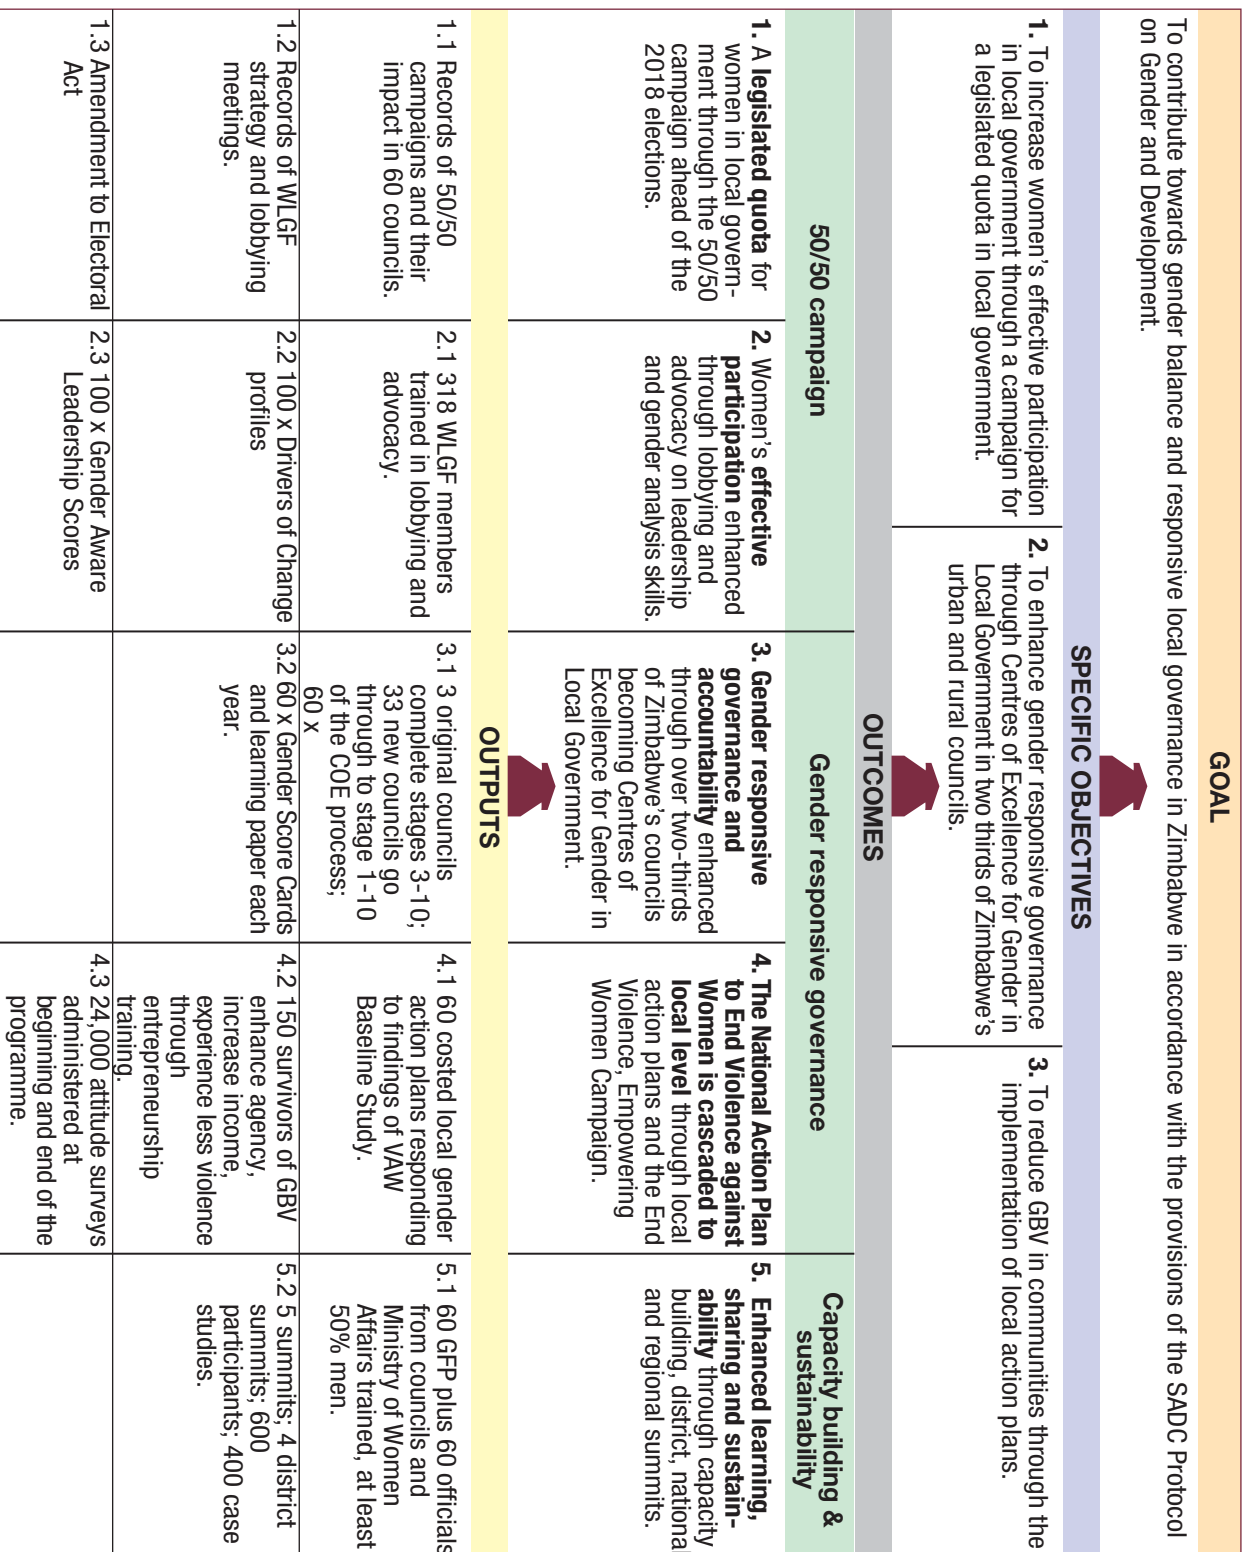 GOAL
To contribute towards gender balance and responsive local governance in Zimbabwe in accordance with the provisions of the SADC Protocol
on Gender and Development.
SPECIFIC OBJECTIVES
1. To increase women's effective participation
in local government through a campaign for
a legislated quota in local government.
2. To enhance gender responsive governance
through Centres of Excellence for Gender in
Local Government in two thirds of Zimbabwe's
urban and rural councils.
3. To reduce GBV in communities through the
implementation of local action plans.
OUTCOMES
50/50 campaign
Gender responsive governance
Capacity building &
sustainability
1. A legislated quota for
women in local govern-
ment through the 50/50
campaign ahead of the
2018 elections.
2. Women's effective
participation enhanced
through lobbying and
advocacy on leadership
and gender analysis skills.
3. Gender responsive
governance and
accountability enhanced
through over two-thirds
of Zimbabwe's councils
becoming Centres of
Excellence for Gender in
Local Government.
4. The National Action Plan
to End Violence against
Women is cascaded to
local level through local
action plans and the End
Violence, Empowering
Women Campaign.
5. Enhanced learning,
sharing and sustain-
ability through capacity
building, district, national
and regional summits.
OUTPUTS
1.1 Records of 50/50
campaigns and their
impact in 60 councils.
2.1 318 WLGF members
trained in lobbying and
advocacy.
3.1 3 original councils
complete stages 3-10;
33 new councils go
through to stage 1-10
of the COE process;
60 x
4.1 60 costed local gender
action plans responding
to findings of VAW
Baseline Study.
5.1 60 GFP plus 60 officials
from councils and
Ministry of Women
Affairs trained, at least
50% men.
1.2 Records of WLGF
strategy and lobbying
meetings.
2.2 100 x Drivers of Change
profiles
3.2 60 x Gender Score Cards
and learning paper each
year.
4.2 150 survivors of GBV
enhance agency,
increase income,
experience less violence
through
entrepreneurship
training.
5.2 5 summits; 4 district
summits; 600
participants; 400 case
studies.
1.3 Amendment to Electoral
Act
2.3 100 x Gender Aware
Leadership Scores
4.3 24,000 attitude surveys
administered at
beginning and end of the
programme.